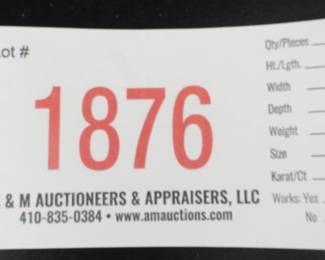 Lot #
1876
& M AUCTIONEERS & APPRAISERS, LLC
410-835-0384 • www.amauctions.com
Qty/Pieces
Ht./Lgth.
Width
Depth
Weight
Size
Karat/Ct
Works: Yes
No